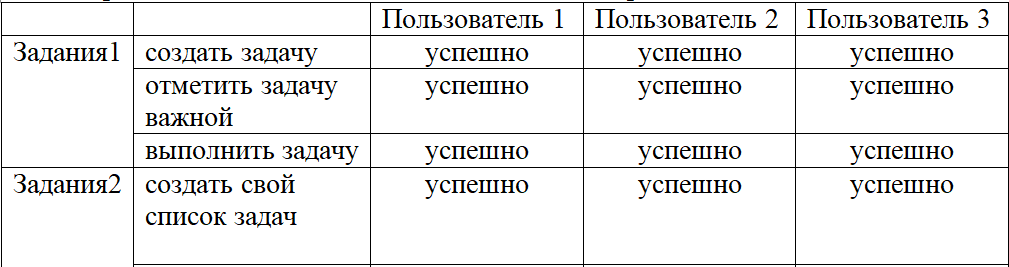 Пользователь 1 Пользователь 2 Пользователь 3
Задания1 создать задачу успешно успешно успешно
отметить задачу успешно успешно успешно
важной
выполнить задачу успешно успешно успешно
Задания2 создать свой успешно успешно успешно
список задач